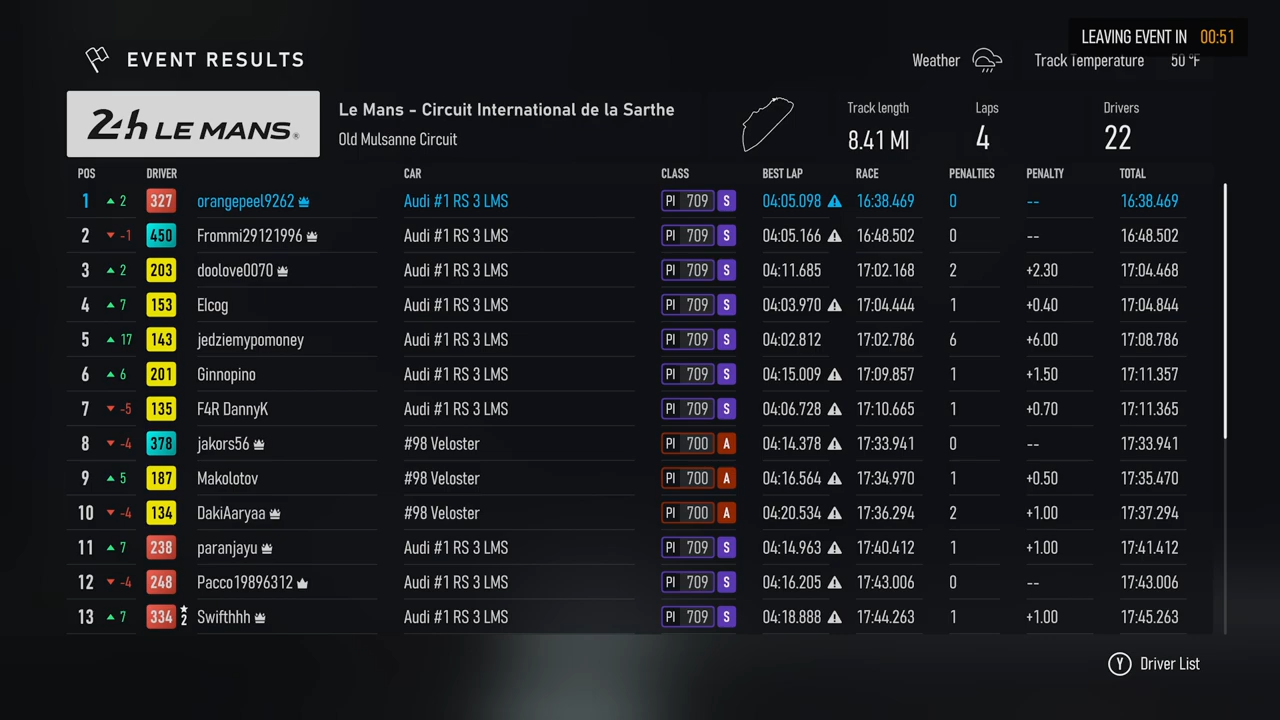 LEAVING EVENT IN 00:51
EVENT RESULTS
Weather Track Temperature 50 °F
24h LE MANS®
Le Mans - Circuit International de la Sarthe
Old Mulsanne Circuit
Track length 8.41 MI
Laps 4
Drivers 22
POS DRIVER CAR CLASS BEST LAP RACE PENALTIES PENALTY TOTAL
1 ▲ 2 327 orangepeel9262 Audi #1 RS 3 LMS PI 709 S 04:05.098 16:38.469 0 -- 16:38.469
2 ▼ -1 450 Frommi29121996 Audi #1 RS 3 LMS PI 709 S 04:05.166 16:48.502 0 -- 16:48.502
3 ▲ 2 203 doolove0070 Audi #1 RS 3 LMS PI 709 S 04:11.685 17:02.168 2 +2.30 17:04.468
4 ▲ 7 153 Elcog Audi #1 RS 3 LMS PI 709 S 04:03.970 17:04.444 1 +0.40 17:04.844
5 ▲ 17 143 jedziemypomoney Audi #1 RS 3 LMS PI 709 S 04:02.812 17:02.786 6 +6.00 17:08.786
6 ▲ 6 201 Ginnopino Audi #1 RS 3 LMS PI 709 S 04:15.009 17:09.857 1 +1.50 17:11.357
7 ▼ -5 135 F4R DannyK Audi #1 RS 3 LMS PI 709 S 04:06.728 17:10.665 1 +0.70 17:11.365
8 ▼ -4 378 jakors56 #98 Veloster PI 700 A 04:14.378 17:33.941 0 -- 17:33.941
9 ▲ 5 187 Makolotov #98 Veloster PI 700 A 04:16.564 17:34.970 1 +0.50 17:35.470
10 ▼ -4 134 DakiAaryaa #98 Veloster PI 700 A 04:20.534 17:36.294 2 +1.00 17:37.294
11 ▲ 7 238 paranjayu Audi #1 RS 3 LMS PI 709 S 04:14.963 17:40.412 1 +1.00 17:41.412
12 ▼ -4 248 Pacco19896312 Audi #1 RS 3 LMS PI 709 S 04:16.205 17:43.006 0 -- 17:43.006
13 ▲ 7 334 ★ 2 Swifthhh Audi #1 RS 3 LMS PI 709 S 04:18.888 17:44.263 1 +1.00 17:45.263
Y Driver List